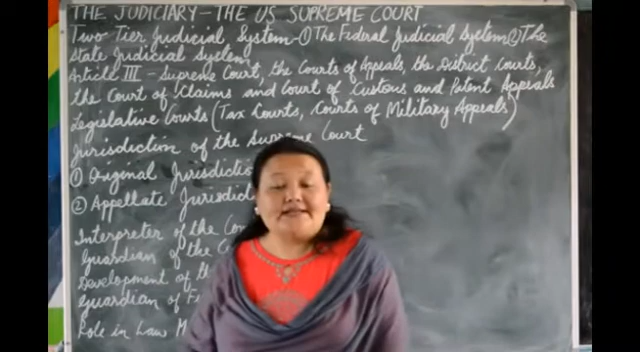 THE JUDICIARY - THE US SUPREME COURT
Two Tier Judicial System - ① The Federal Judicial System ② The
State Judicial System
Article III - Supreme Court, the Courts of Appeals, the District Courts,
the Court of Claims and Court of Customs and Patent Appeals
Legislative Courts (Tax Courts, Courts of Military Appeals)
Jurisdiction of the Supreme Court
① Original Jurisdictio
② Appellate Jurisdict
Interpreter of the Con
Guardian of the C
Development of th
Guardian of F
Role in Law M